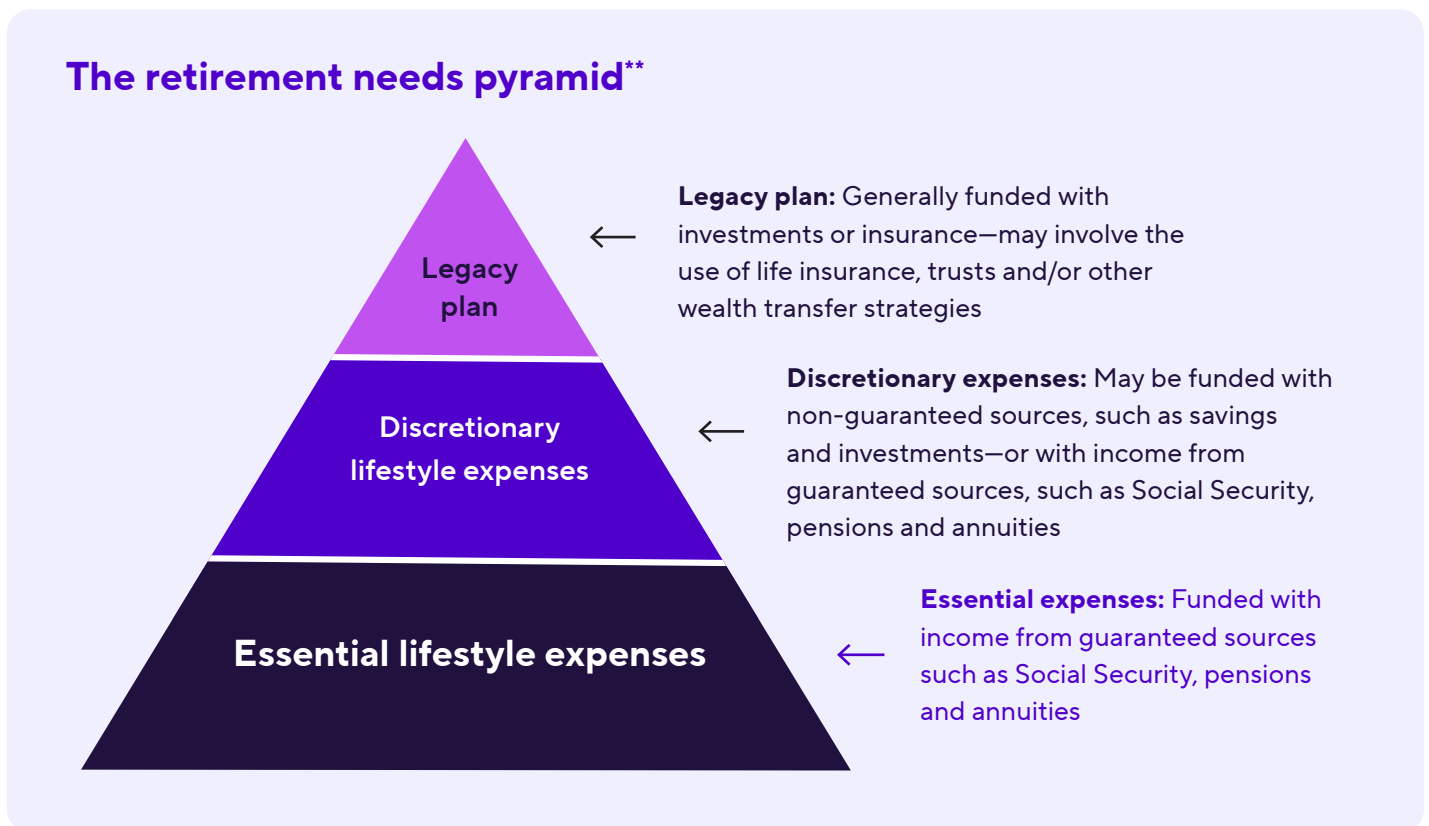 The retirement needs pyramid**
Legacy
plan
Legacy plan: Generally funded with
investments or insurance—may involve the
use of life insurance, trusts and/or other
wealth transfer strategies
Discretionary
lifestyle expenses
Discretionary expenses: May be funded with
non-guaranteed sources, such as savings
and investments—or with income from
guaranteed sources, such as Social Security,
pensions and annuities
Essential lifestyle expenses
Essential expenses: Funded with
income from guaranteed sources
such as Social Security, pensions
and annuities